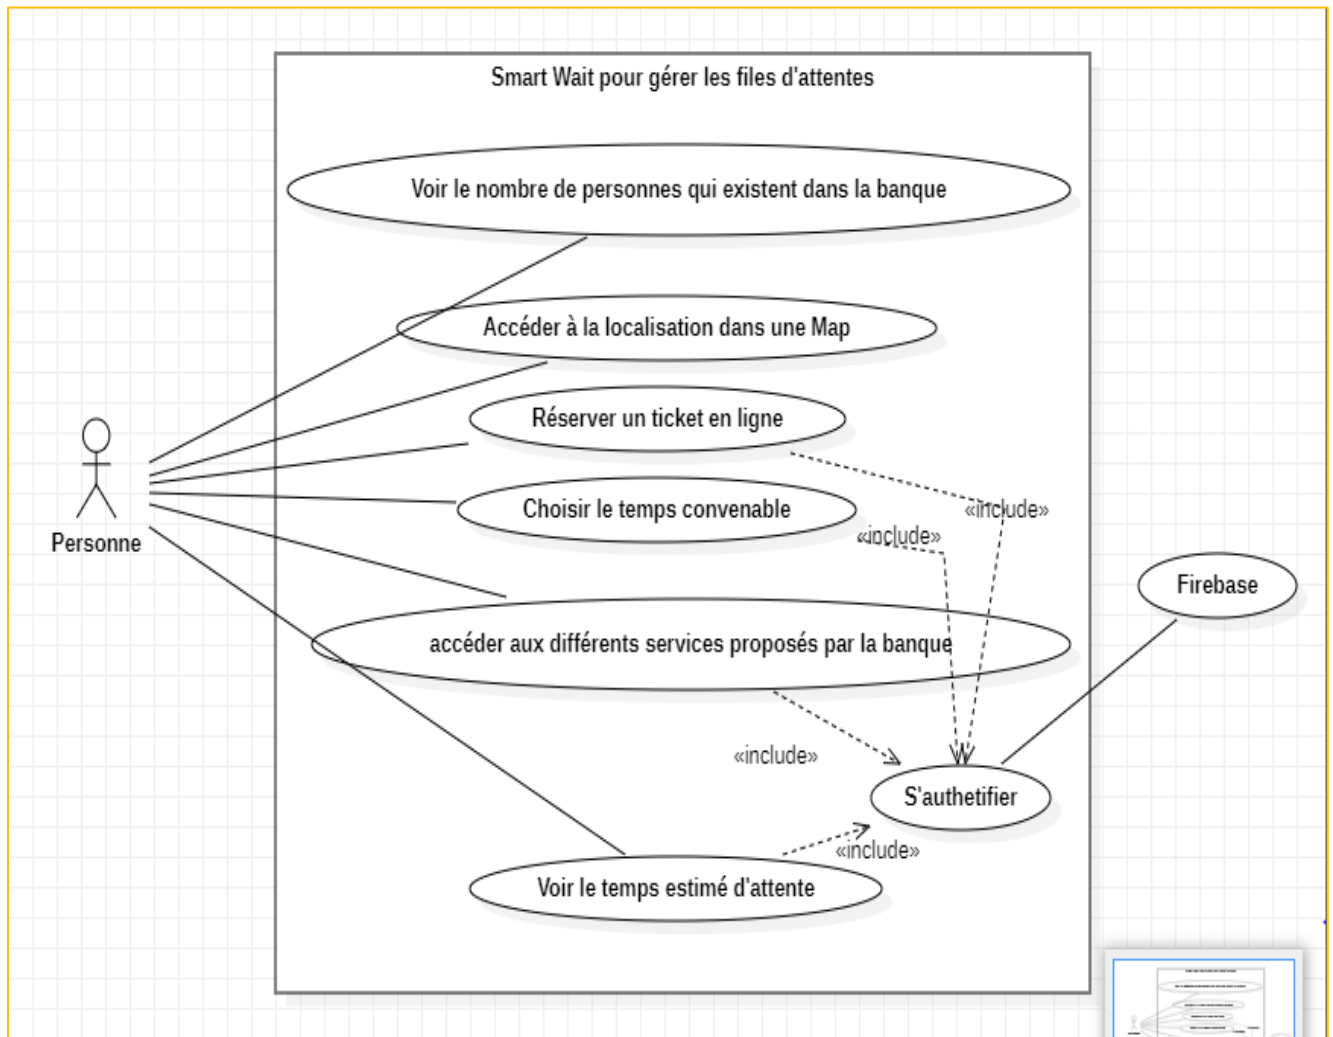 Smart Wait pour gérer les files d'attentes
Voir le nombre de personnes qui existent dans la banque
Accéder à la localisation dans une Map
Réserver un ticket en ligne
Choisir le temps convenable
«include»
«include»
Personne
Firebase
accéder aux différents services proposés par la banque
«include»
S'authetifier
«include»
Voir le temps estimé d'attente